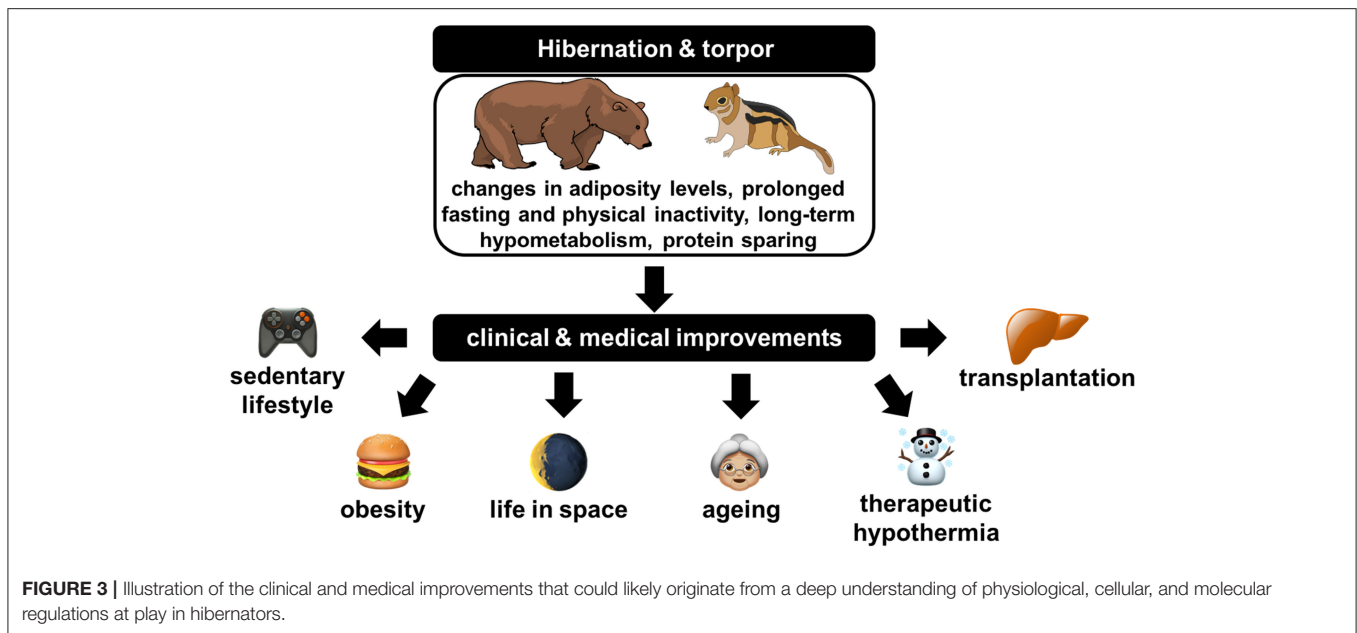 Hibernation & torpor
changes in adiposity levels, prolonged
fasting and physical inactivity, long-term
hypometabolism, protein sparing
clinical & medical improvements
sedentary
lifestyle
transplantation
obesity
life in space
ageing
therapeutic
hypothermia
FIGURE 3 | Illustration of the clinical and medical improvements that could likely originate from a deep understanding of physiological, cellular, and molecular
regulations at play in hibernators.